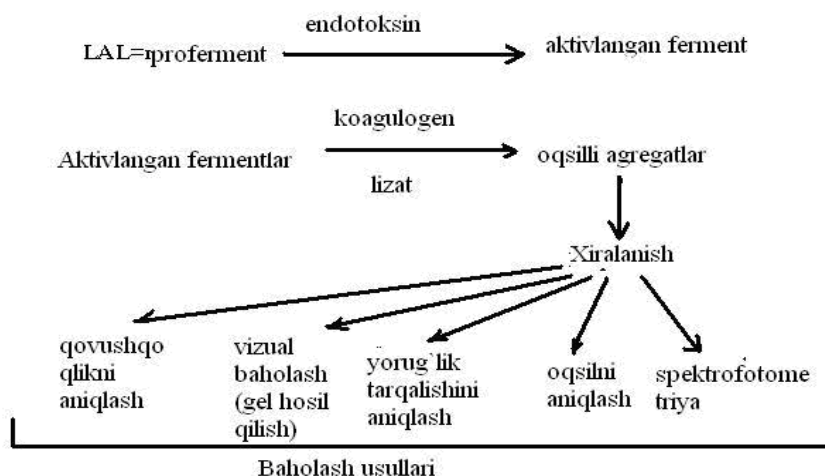 endotoksin
LAL=proferment
aktivlangan ferment
koagulogen
Aktivlangan fermentlar
oqsilli agregatlar
lizat
Xiralanish
qovushqo
qlikni
aniqlash
vizual
baholash
(gel hosil
qilish)
yorug`lik
tarqalishini
aniqlash
oqsilni
aniqlash
spektrofotome
triya
Baholash usullari